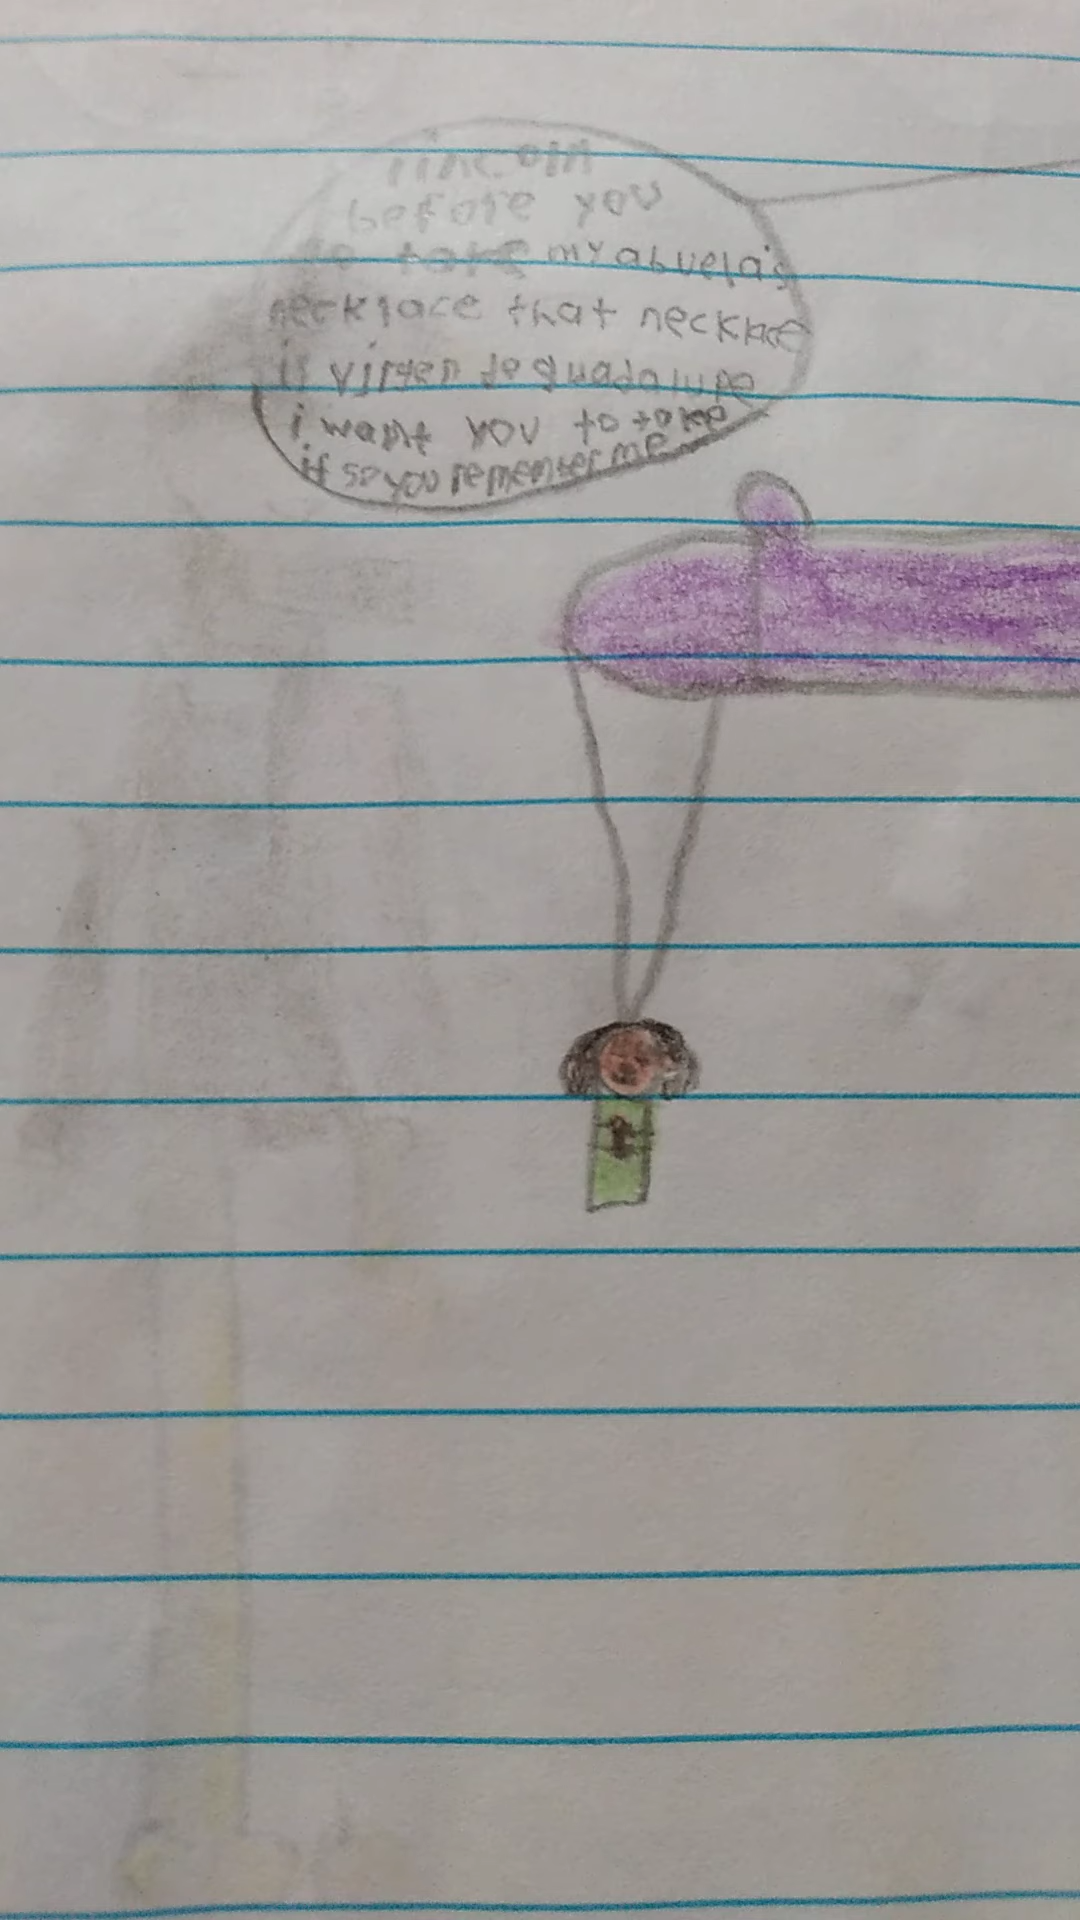 lincoln
before you
go take my abuela's
necklace that necklace
is virgen de guadalupe
i want you to take
it so you remember me